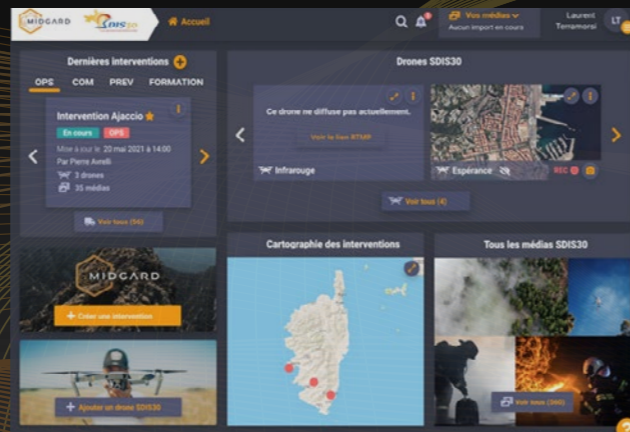 MIDGARD
Accueil
Vos médias
Aucun import en cours
Laurent
Terramorsi
LT
Dernières interventions
OPS COM PREV FORMATION
Intervention Ajaccio
En cours OPS
Mise à jour le 20 mai 2021 à 14:00
Par Pierre Avrelli
3 drones
35 médias
Voir tous (96)
Drones SDIS30
Ce drone ne diffuse pas actuellement.
Voir le lien RTMP
Infrarouge
Espérance
REC
Voir tous (4)
MIDGARD
+ Créer une intervention
+ Ajouter un drone SDIS30
Cartographie des interventions
Tous les médias SDIS30
Voir tous (386)
?